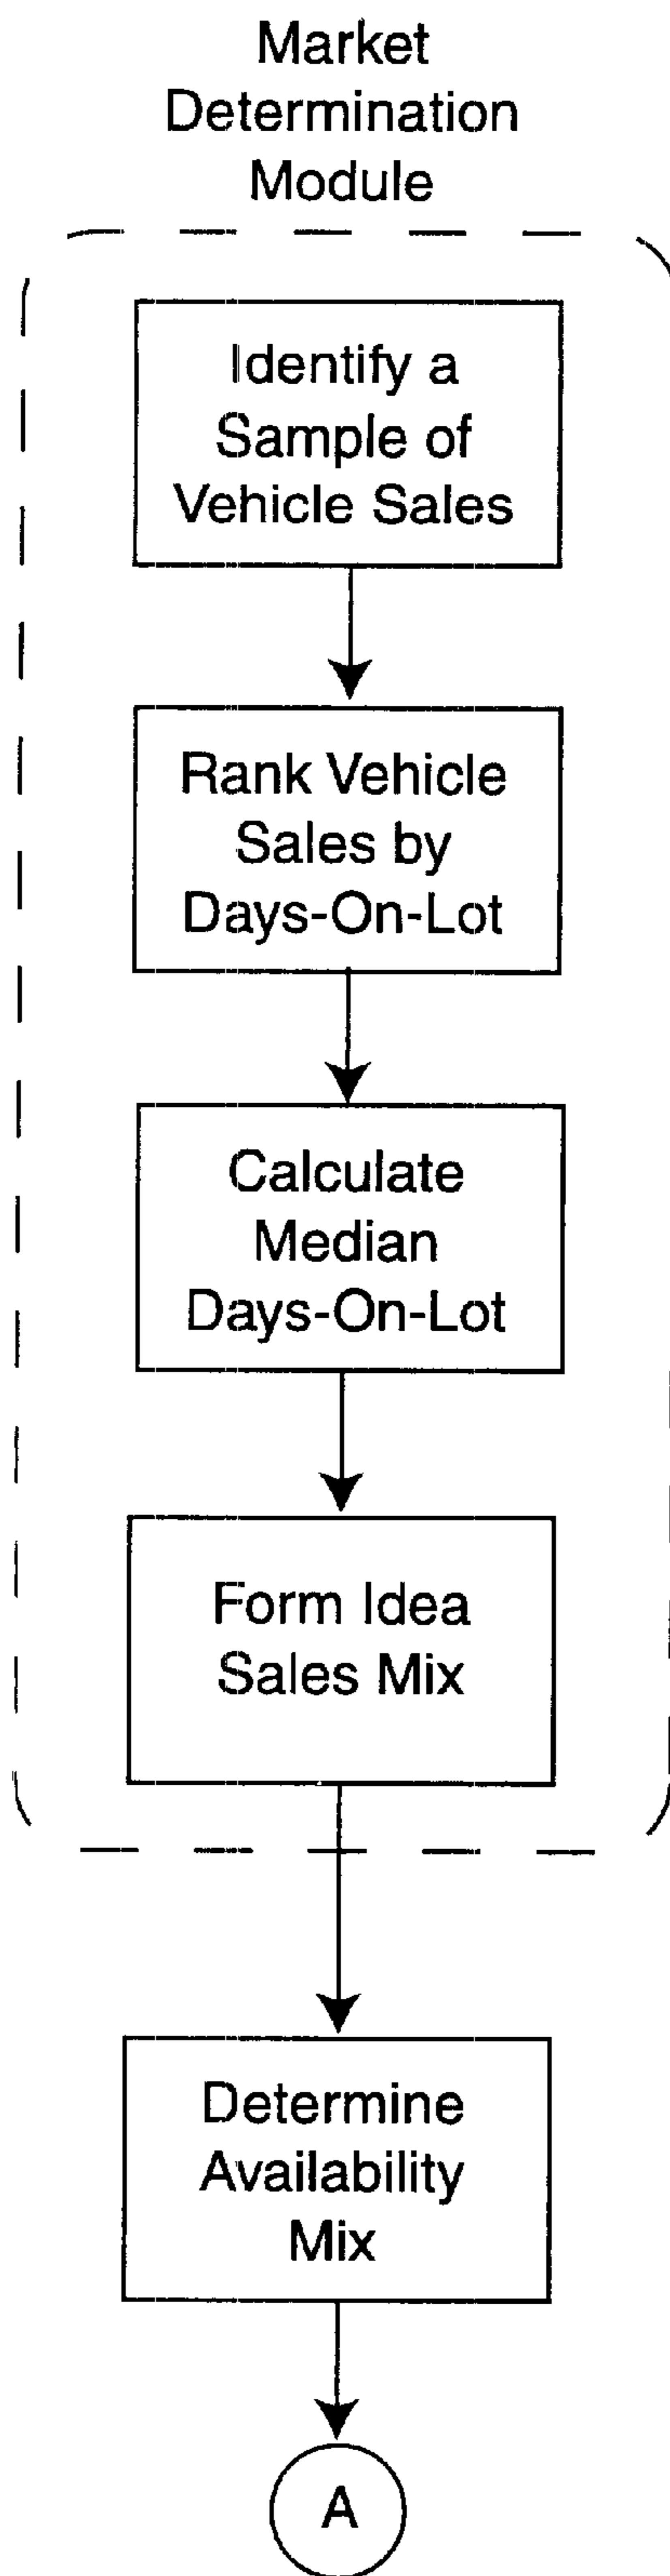 Market
Determination
Module
Identify a
Sample of
Vehicle Sales
Rank Vehicle
Sales by
Days-On-Lot
Calculate
Median
Days-On-Lot
Form Idea
Sales Mix
Determine
Availability
Mix
A